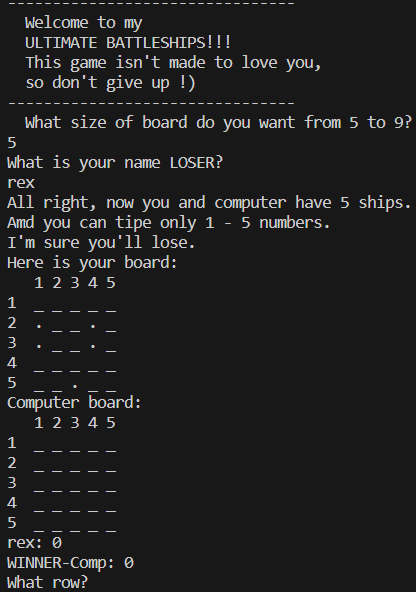 --------------------------------
Welcome to my
ULTIMATE BATTLESHIPS!!!
This game isn't made to love you,
so don't give up !)
--------------------------------
What size of board do you want from 5 to 9?
5
What is your name LOSER?
rex
All right, now you and computer have 5 ships.
Amd you can tipe only 1 - 5 numbers.
I'm sure you'll lose.
Here is your board:
1 2 3 4 5
1 _ _ _ _ _
2 . _ _ . _
3 . _ _ . _
4 _ _ _ _ _
5 _ _ . _ _
Computer board:
1 2 3 4 5
1 _ _ _ _ _
2 _ _ _ _ _
3 _ _ _ _ _
4 _ _ _ _ _
5 _ _ _ _ _
rex: 0
WINNER-Comp: 0
What row?